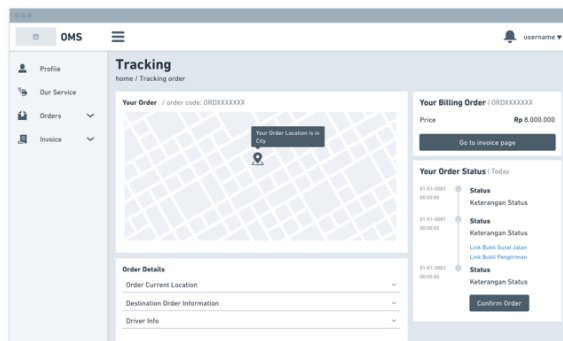 OMS
username
Profile
Our Service
Orders
Invoice
Tracking
home / Tracking order
Your Order / order code: ORDXXXXXXX
Your Order Location is in
City
Order Details
Order Current Location
Destination Order Information
Driver Info
Your Billing Order | ORDXXXXXXX
Price Rp 8.000.000
Go to invoice page
Your Order Status | Today
01-01-0001 Status
00:00:00 Keterangan Status
01-01-0001 Status
00:00:00 Keterangan Status
Link Bukti Surat Jalan
Link Bukti Pengiriman
01-01-0001 Status
00:00:00 Keterangan Status
Confirm Order